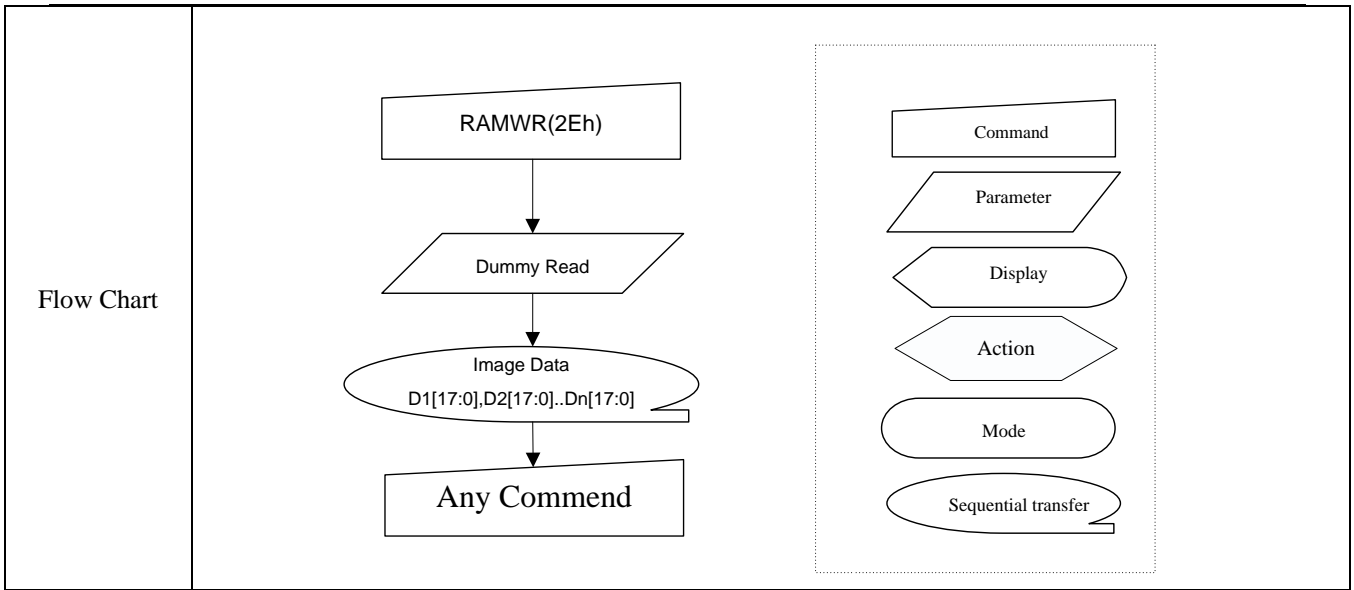 Flow Chart
RAMWR(2Eh)
Dummy Read
Image Data
D1[17:0],D2[17:0]..Dn[17:0]
Any Commend
Command
Parameter
Display
Action
Mode
Sequential transfer